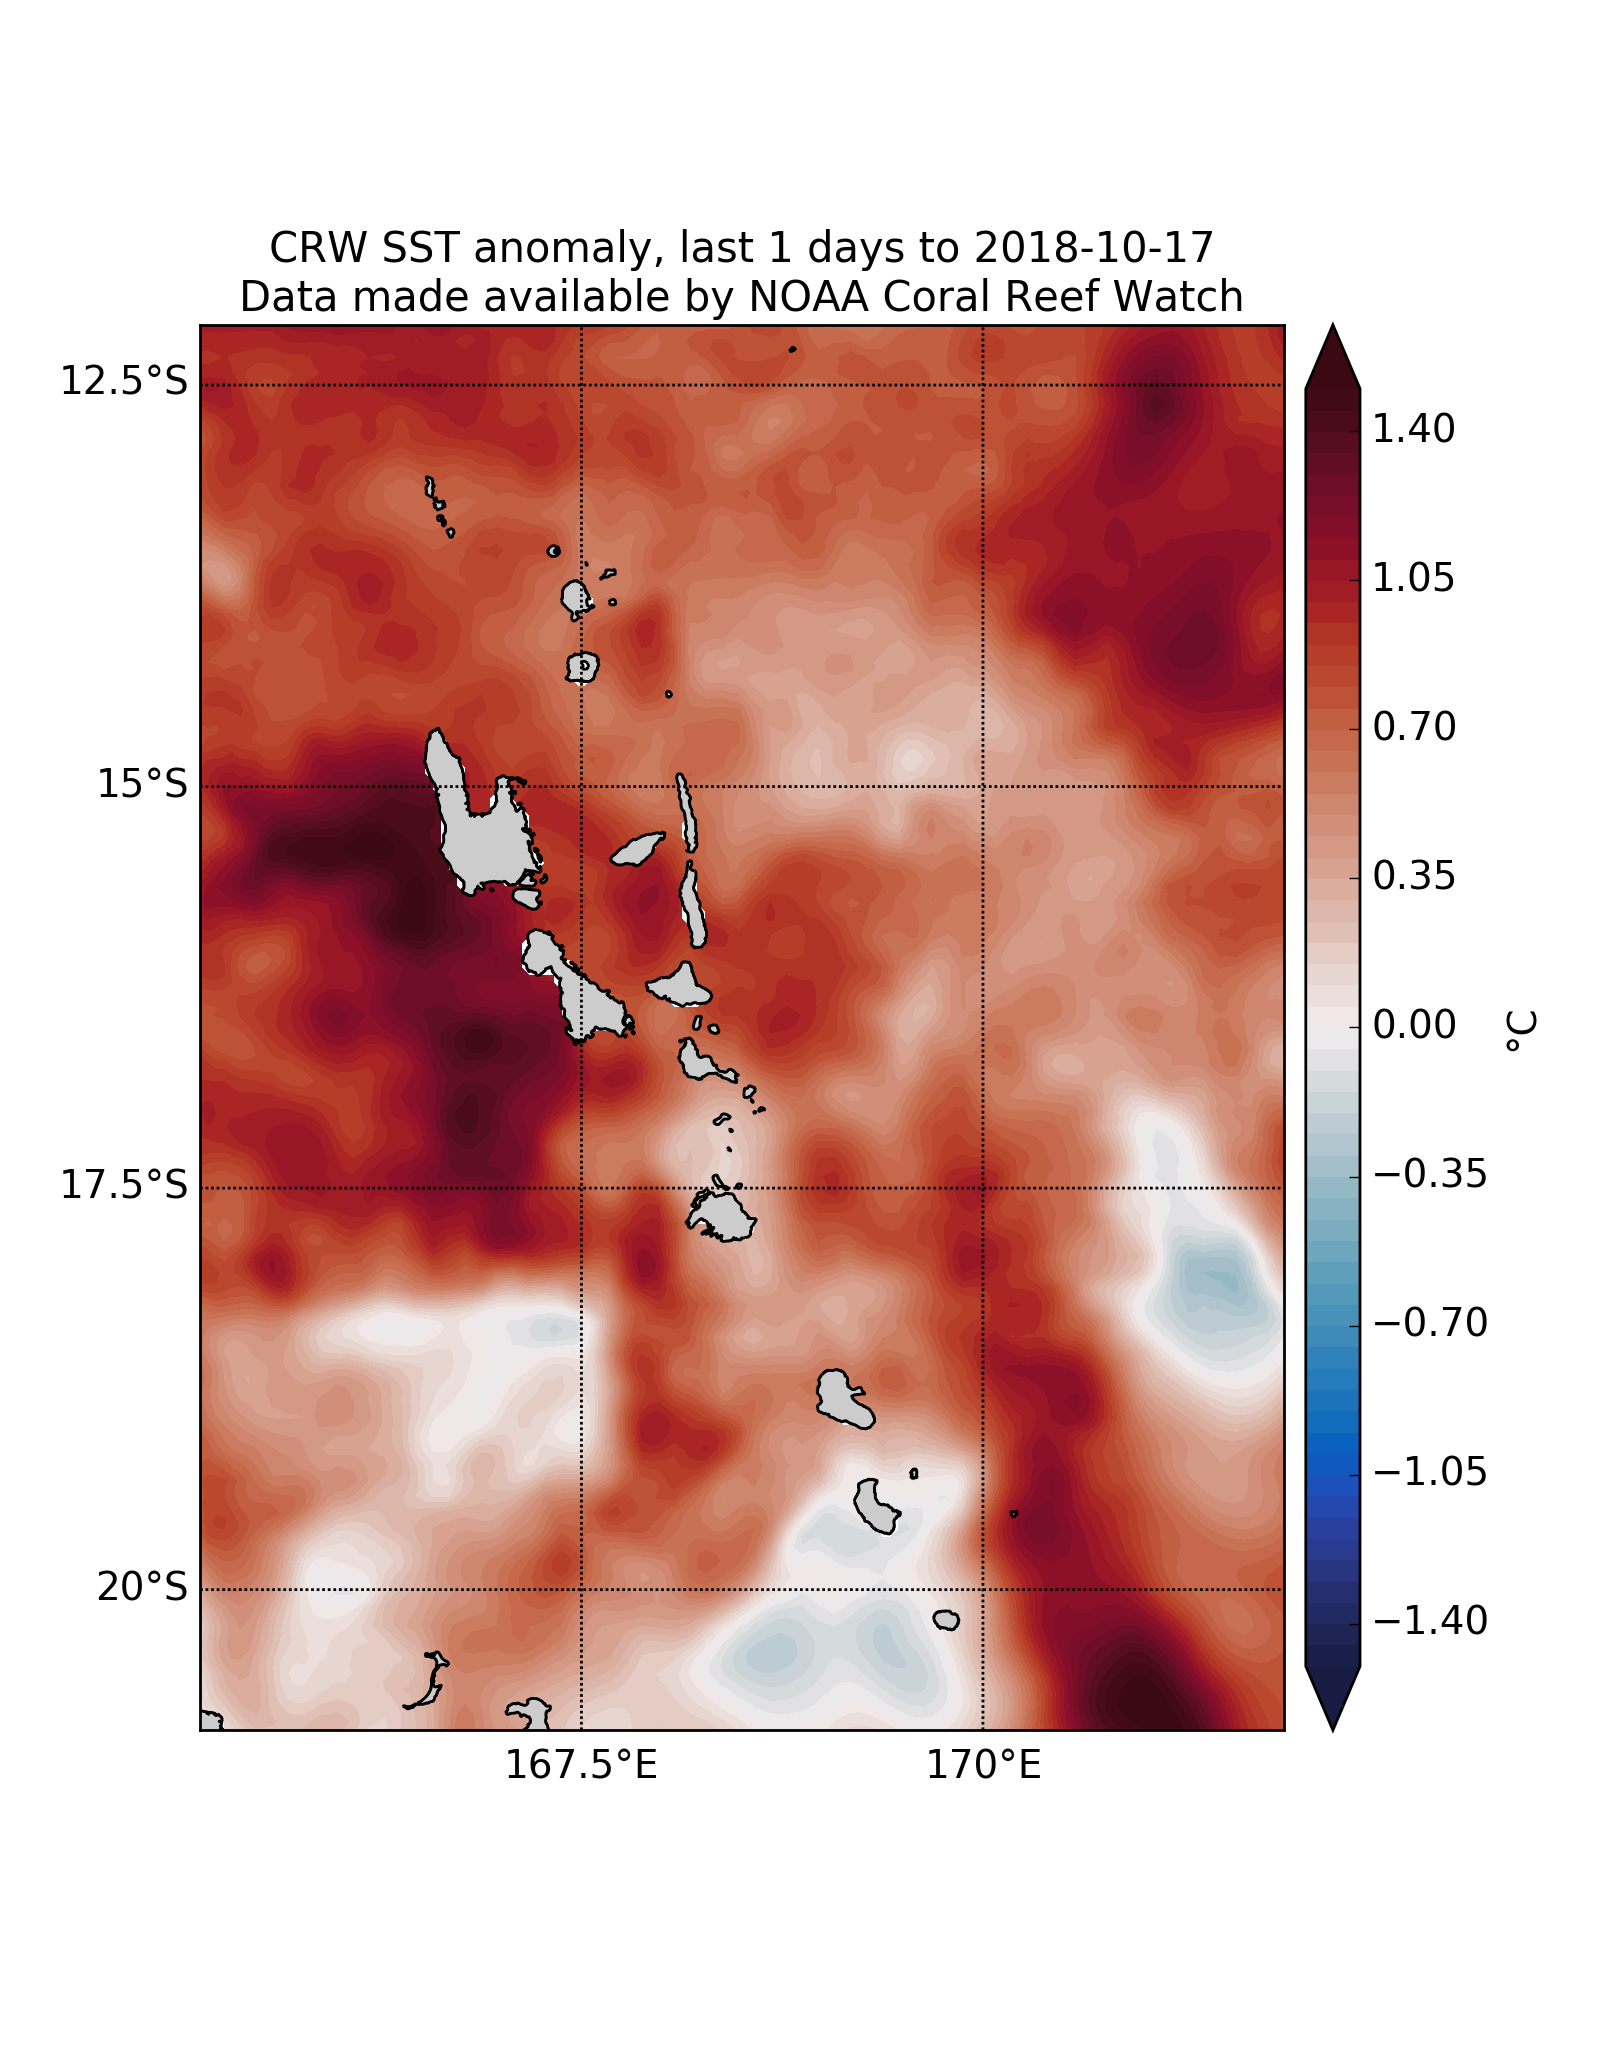 CRW SST anomaly, last 1 days to 2018-10-17
Data made available by NOAA Coral Reef Watch
12.5°S
15°S
17.5°S
20°S
167.5°E
170°E
1.40
1.05
0.70
0.35
0.00
−0.35
−0.70
−1.05
−1.40
°C